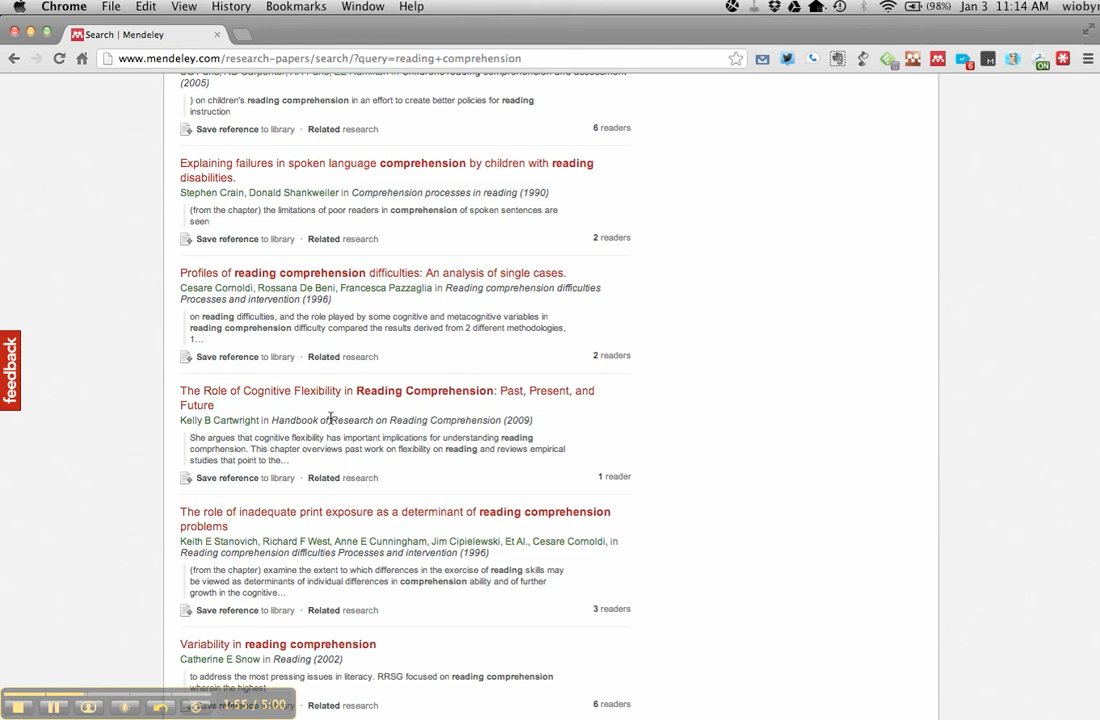 Chrome File Edit View History Bookmarks Window Help (98%) Jan 3 11:14 AM wioby
Search | Mendeley
www.mendeley.com/research-papers/search/?query=reading+comprehension
6 ON
(2005)
) on children's reading comprehension in an effort to create better policies for reading
instruction
Save reference to library · Related research 6 readers
Explaining failures in spoken language comprehension by children with reading
disabilities.
Stephen Crain, Donald Shankweiler in Comprehension processes in reading (1990)
(from the chapter) the limitations of poor readers in comprehension of spoken sentences are
seen
Save reference to library · Related research 2 readers
Profiles of reading comprehension difficulties: An analysis of single cases.
Cesare Cornoldi, Rossana De Beni, Francesca Pazzaglia in Reading comprehension difficulties
Processes and intervention (1996)
on reading difficulties, and the role played by some cognitive and metacognitive variables in
reading comprehension difficulty compared the results derived from 2 different methodologies,
1...
Save reference to library · Related research 2 readers
feedback
The Role of Cognitive Flexibility in Reading Comprehension: Past, Present, and
Future
Kelly B Cartwright in Handbook of Research on Reading Comprehension (2009)
She argues that cognitive flexibility has important implications for understanding reading
comprhension. This chapter overviews past work on flexibility on reading and reviews empirical
studies that point to the...
Save reference to library · Related research 1 reader
The role of inadequate print exposure as a determinant of reading comprehension
problems
Keith E Stanovich, Richard F West, Anne E Cunningham, Jim Cipielewski, Et Al., Cesare Cornoldi, in
Reading comprehension difficulties Processes and intervention (1996)
(from the chapter) examine the extent to which differences in the exercise of reading skills may
be viewed as determinants of individual differences in comprehension ability and of further
growth in the cognitive...
Save reference to library · Related research 3 readers
Variability in reading comprehension
Catherine E Snow in Reading (2002)
to address the most pressing issues in literacy. RRSG focused on reading comprehension
wherein the highest
1:55 / 5:00 6 readers